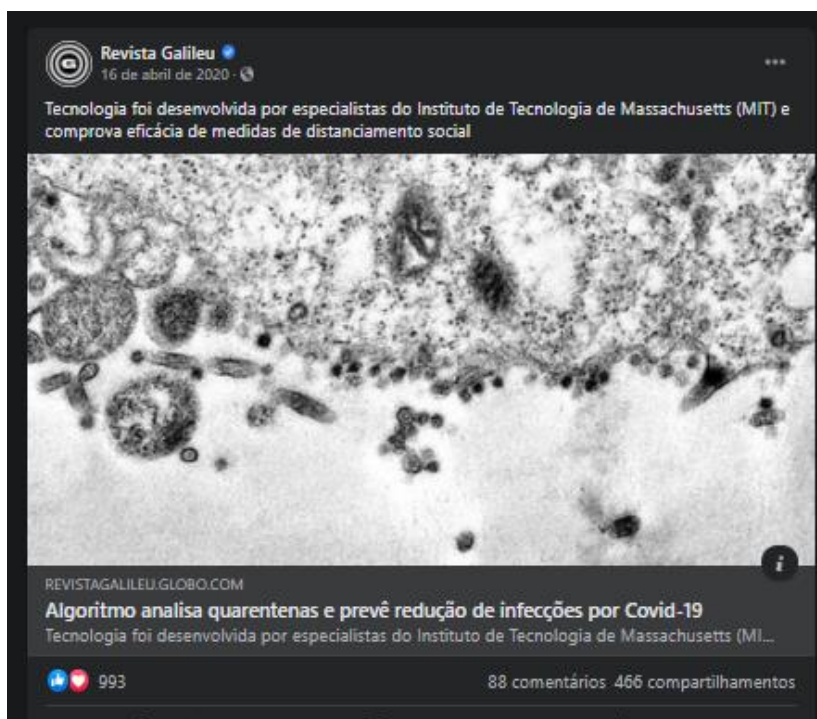 Revista Galileu
16 de abril de 2020 ·
Tecnologia foi desenvolvida por especialistas do Instituto de Tecnologia de Massachusetts (MIT) e
comprova eficácia de medidas de distanciamento social
REVISTAGALILEU.GLOBO.COM
Algoritmo analisa quarentenas e prevê redução de infecções por Covid-19
Tecnologia foi desenvolvida por especialistas do Instituto de Tecnologia de Massachusetts (MI...
993
88 comentários 466 compartilhamentos